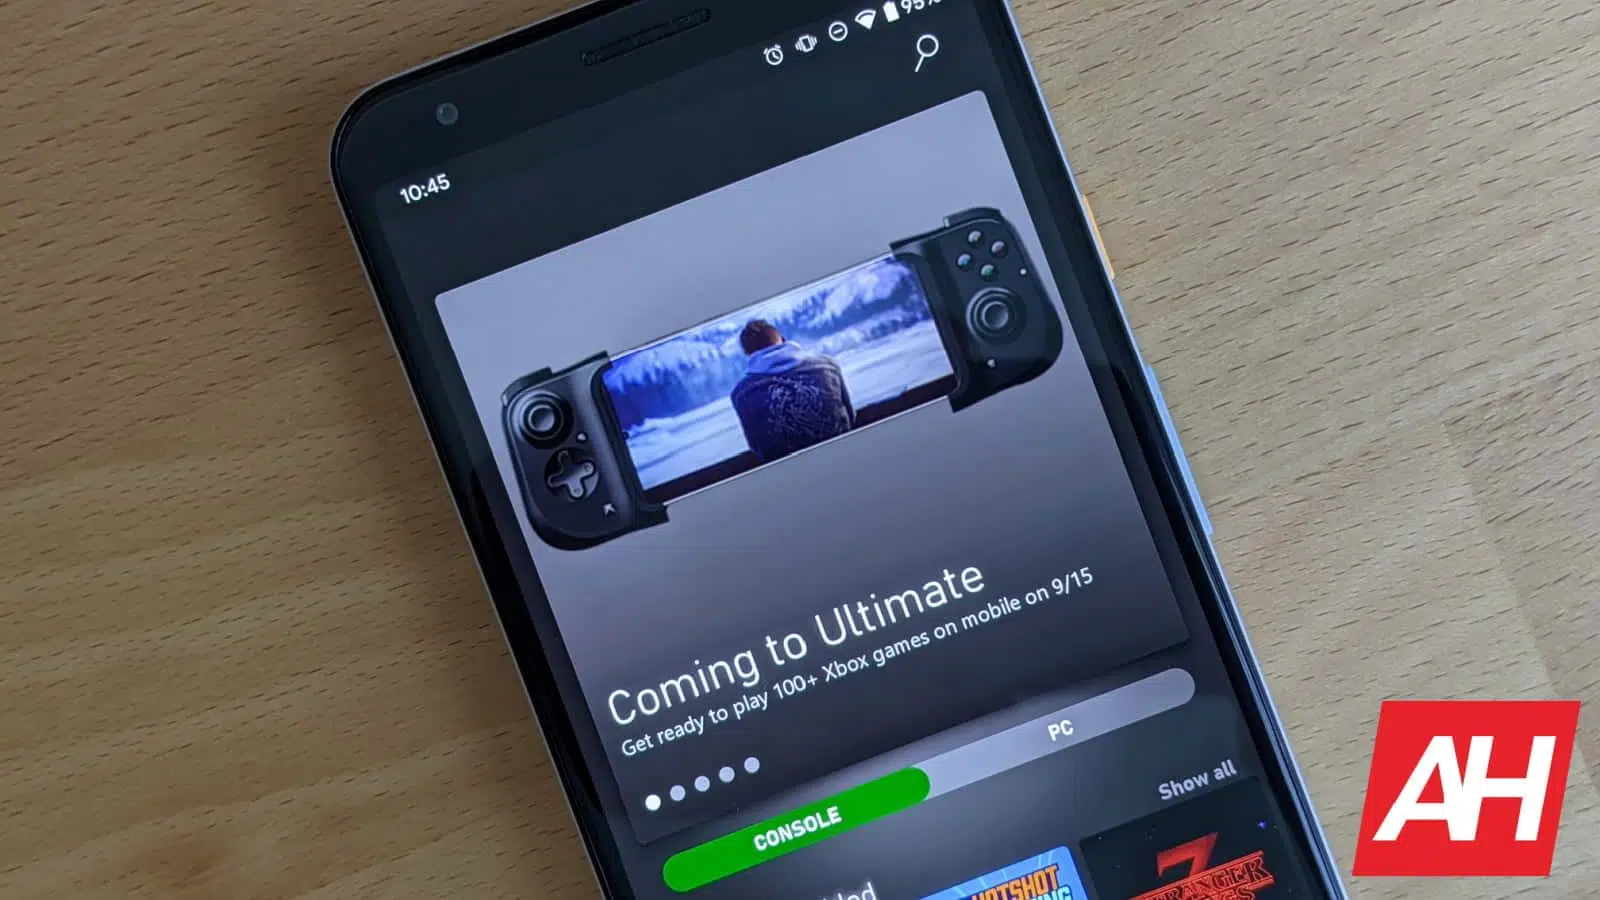 95%
10:45
Coming to Ultimate
Get ready to play 100+ Xbox games on mobile on 9/15
CONSOLE
PC
Show all
HOTSHOT
AH